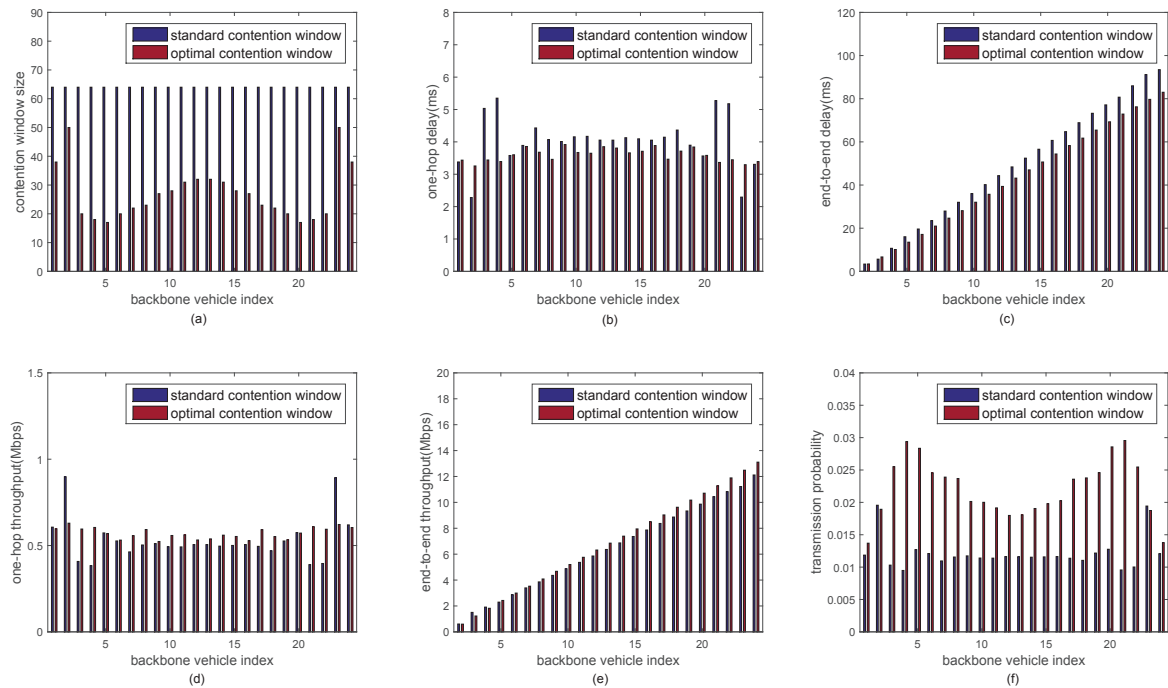 90
80
70
60
50
40
30
20
10
0
contention window size
standard contention window
optimal contention window
5 10 15 20
backbone vehicle index
(a)
8
7
6
5
4
3
2
1
0
one-hop delay(ms)
standard contention window
optimal contention window
5 10 15 20
backbone vehicle index
(b)
120
100
80
60
40
20
0
end-to-end delay(ms)
standard contention window
optimal contention window
5 10 15 20
backbone vehicle index
(c)
1.5
1
0.5
0
one-hop throughput(Mbps)
standard contention window
optimal contention window
5 10 15 20
backbone vehicle index
(d)
20
18
16
14
12
10
8
6
4
2
0
end-to-end throughput(Mbps)
standard contention window
optimal contention window
5 10 15 20
backbone vehicle index
(e)
0.04
0.035
0.03
0.025
0.02
0.015
0.01
0.005
0
transmission probability
standard contention window
optimal contention window
5 10 15 20
backbone vehicle index
(f)